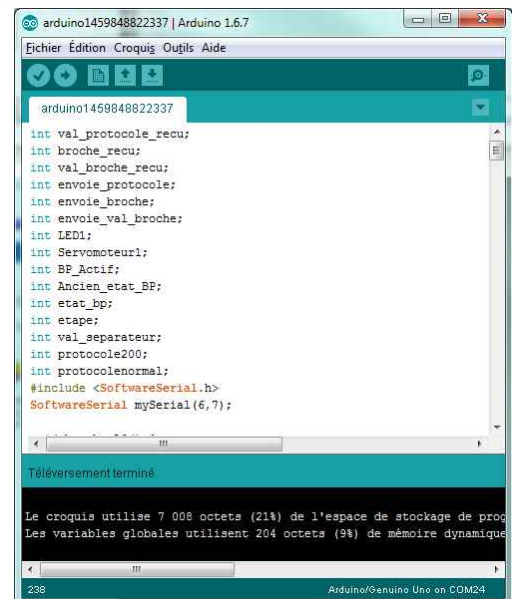 arduino1459848822337 | Arduino 1.6.7
Fichier Édition Croquis Outils Aide
arduino1459848822337
int val_protocole_recu;
int broche_recu;
int val_broche_recu;
int envoie_protocole;
int envoie_broche;
int envoie_val_broche;
int LED1;
int Servomoteur1;
int BP_Actif;
int Ancien_etat_BP;
int etat_bp;
int etape;
int val_separateur;
int protocole200;
int protocolenormal;
#include <SoftwareSerial.h>
SoftwareSerial mySerial(6,7);
Téléversement terminé
Le croquis utilise 7 008 octets (21%) de l'espace de stockage de prog
Les variables globales utilisent 204 octets (9%) de mémoire dynamique
238 Arduino/Genuino Uno on COM24